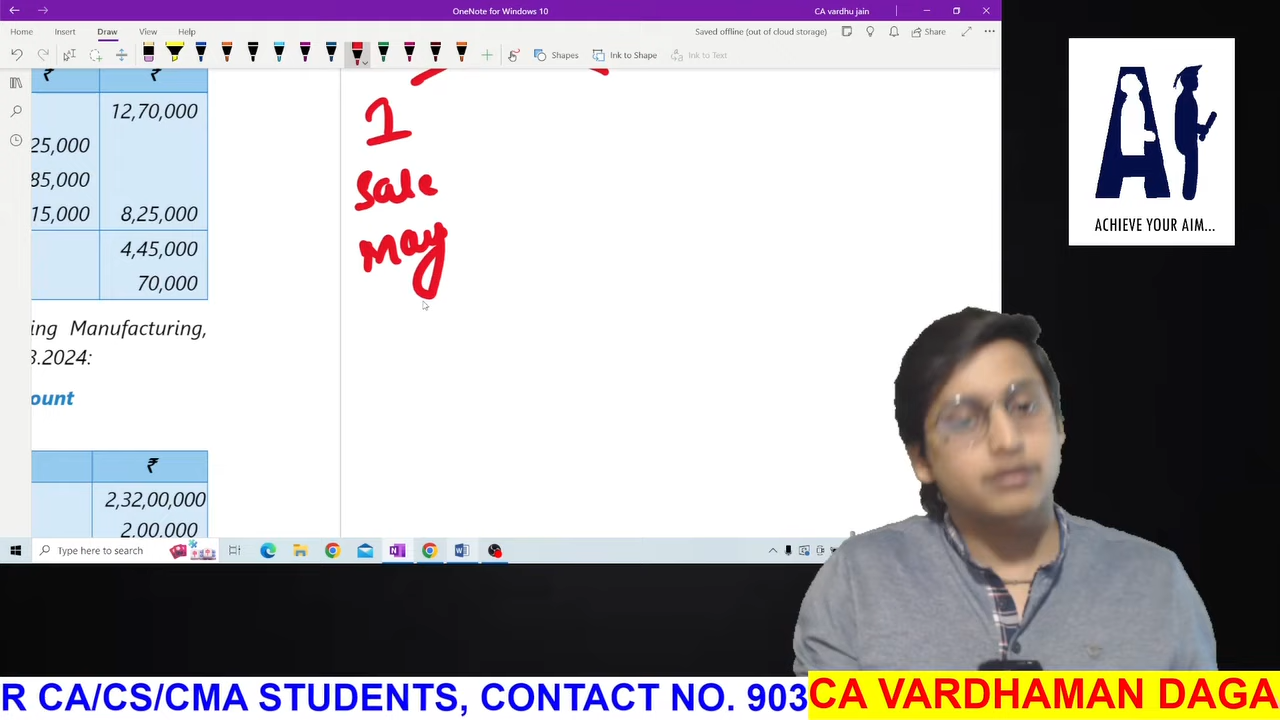 OneNote for Windows 10
CA vardhu jain
Home Insert Draw View Help
Saved offline (out of cloud storage)
Share
Shapes
Ink to Shape
Ink to Text
₹ ₹
12,70,000
25,000
85,000
15,000 8,25,000
4,45,000
70,000
ing Manufacturing,
3.2024:
ount
₹
2,32,00,000
2,00,000
1
Sale
May
ACHIEVE YOUR AIM...
Type here to search
R CA/CS/CMA STUDENTS, CONTACT NO. 903
CA VARDHAMAN DAGA